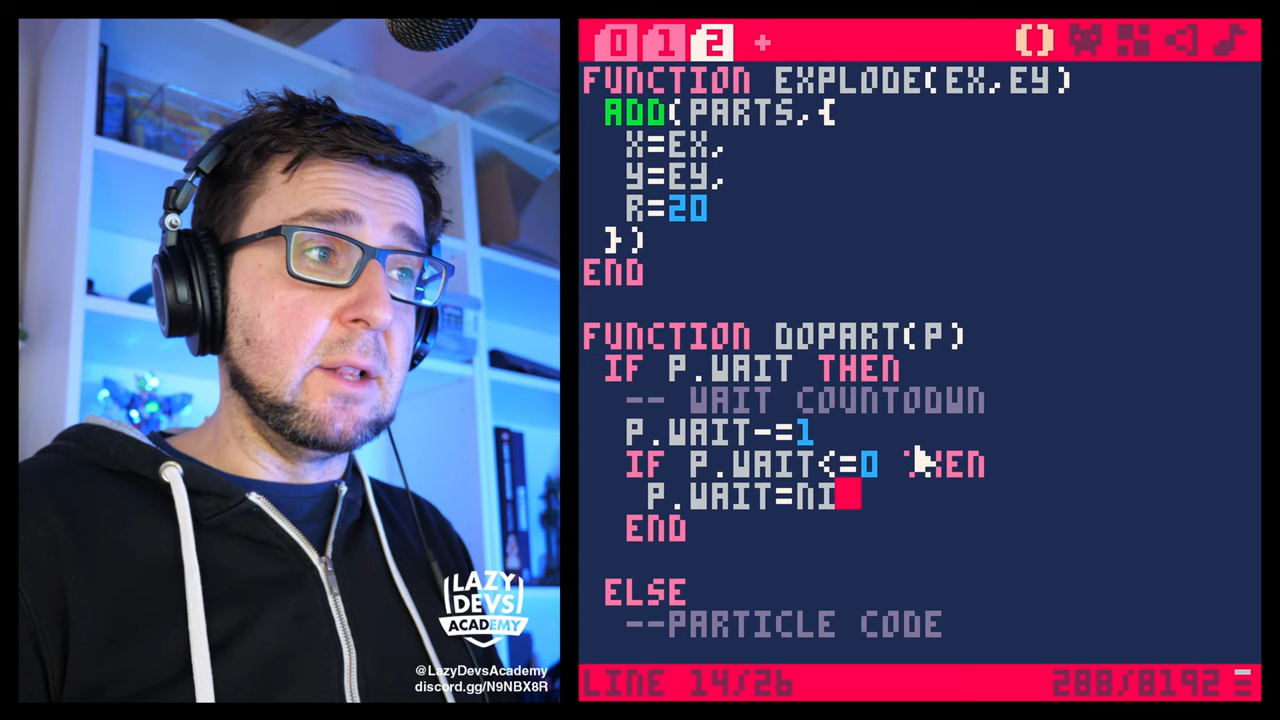 0 1 2 +
FUNCTION EXPLODE(EX,EY)
ADD(PARTS,{
X=EX,
Y=EY,
R=20
})
END
FUNCTION DOPART(P)
IF P.WAIT THEN
-- WAIT COUNTDOWN
P.WAIT-=1
IF P.WAIT<=0 THEN
P.WAIT=NI
END
ELSE
--PARTICLE CODE
LINE 14/26 288/8192
LAZY
DEVS
ACADEMY
@LazyDevsAcademy
discord.gg/N9NBX8R